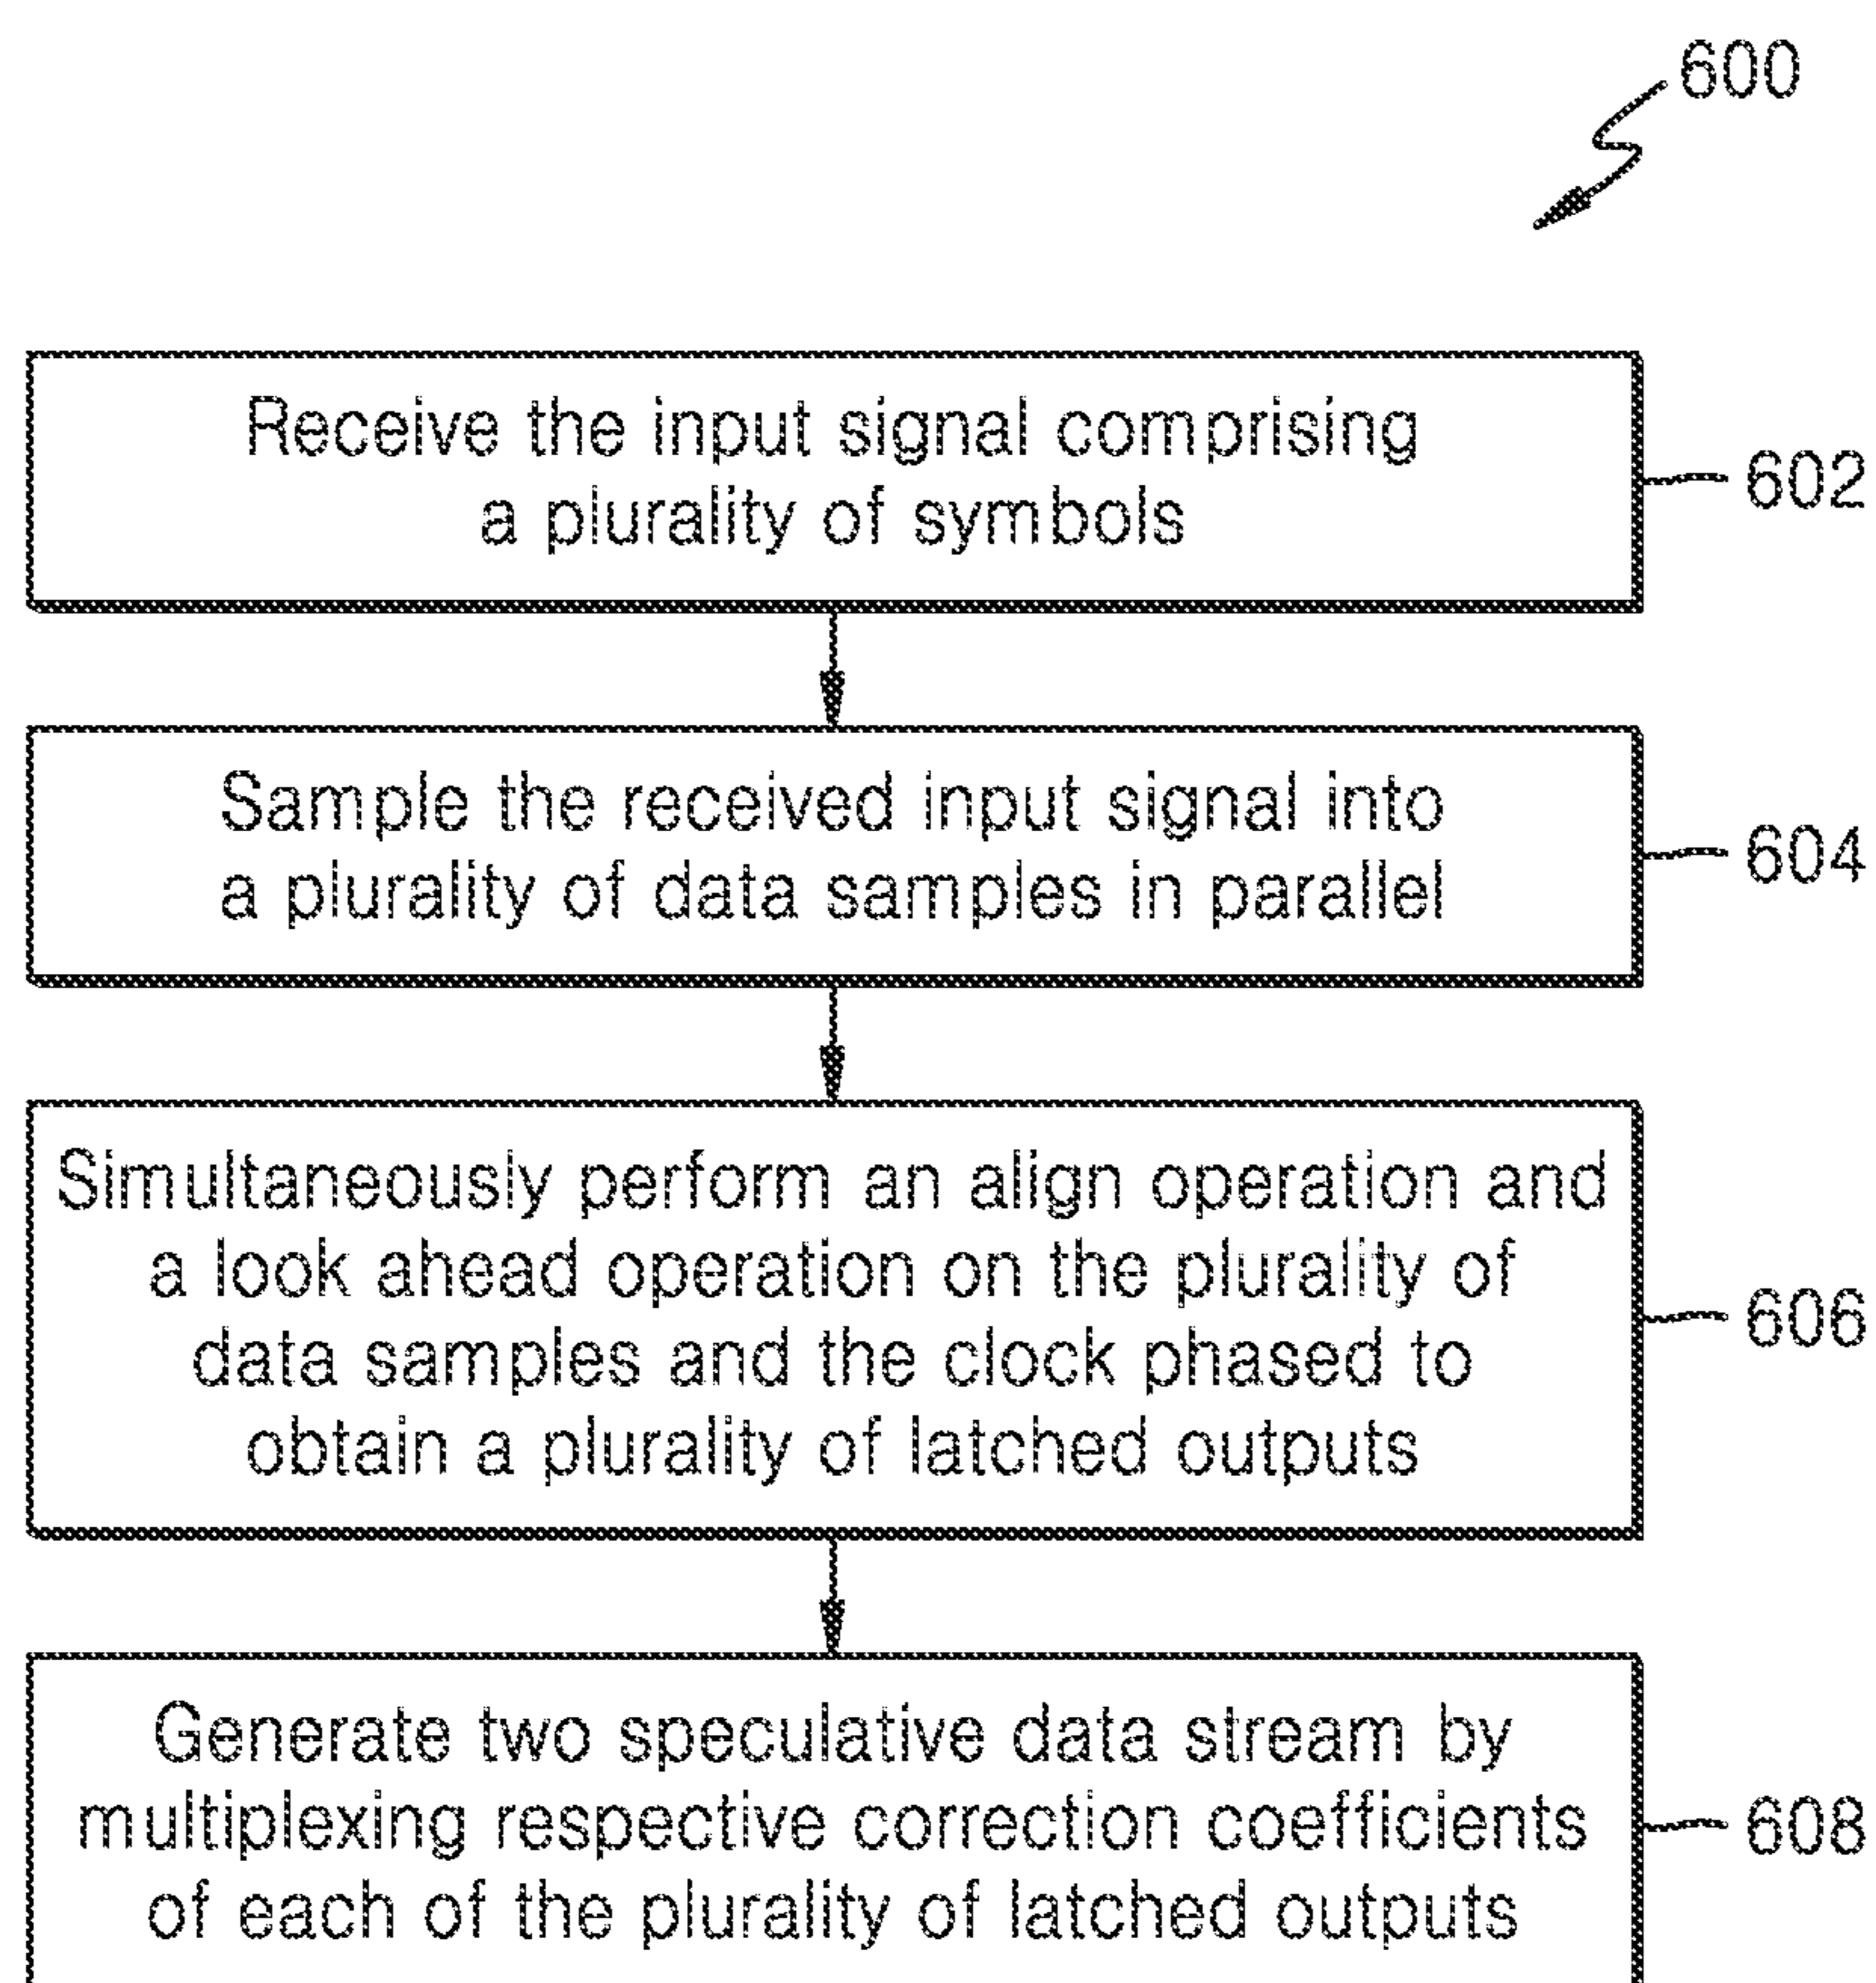 600
Receive the input signal comprising
a plurality of symbols
602
Sample the received input signal into
a plurality of data samples in parallel
604
Simultaneously perform an align operation and
a look ahead operation on the plurality of
data samples and the clock phased to
obtain a plurality of latched outputs
606
Generate two speculative data stream by
multiplexing respective correction coefficients
of each of the plurality of latched outputs
608